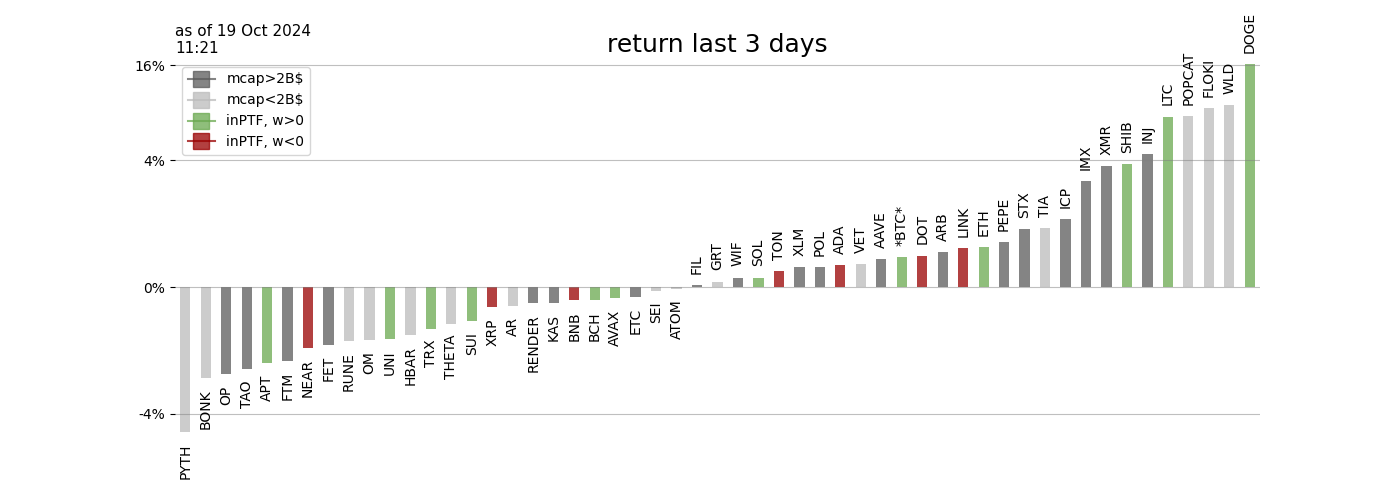 as of 19 Oct 2024
11:21
return last 3 days
16%
4%
0%
-4%
mcap>2B$
mcap<2B$
inPTF, w>0
inPTF, w<0
PYTH
BONK
OP
TAO
APT
FTM
NEAR
FET
RUNE
OM
UNI
HBAR
TRX
THETA
SUI
XRP
AR
RENDER
KAS
BNB
BCH
AVAX
ETC
SEI
ATOM
FIL
GRT
WIF
SOL
TON
XLM
POL
ADA
VET
AAVE
*BTC*
DOT
ARB
LINK
ETH
PEPE
STX
TIA
ICP
IMX
XMR
SHIB
INJ
LTC
POPCAT
FLOKI
WLD
DOGE